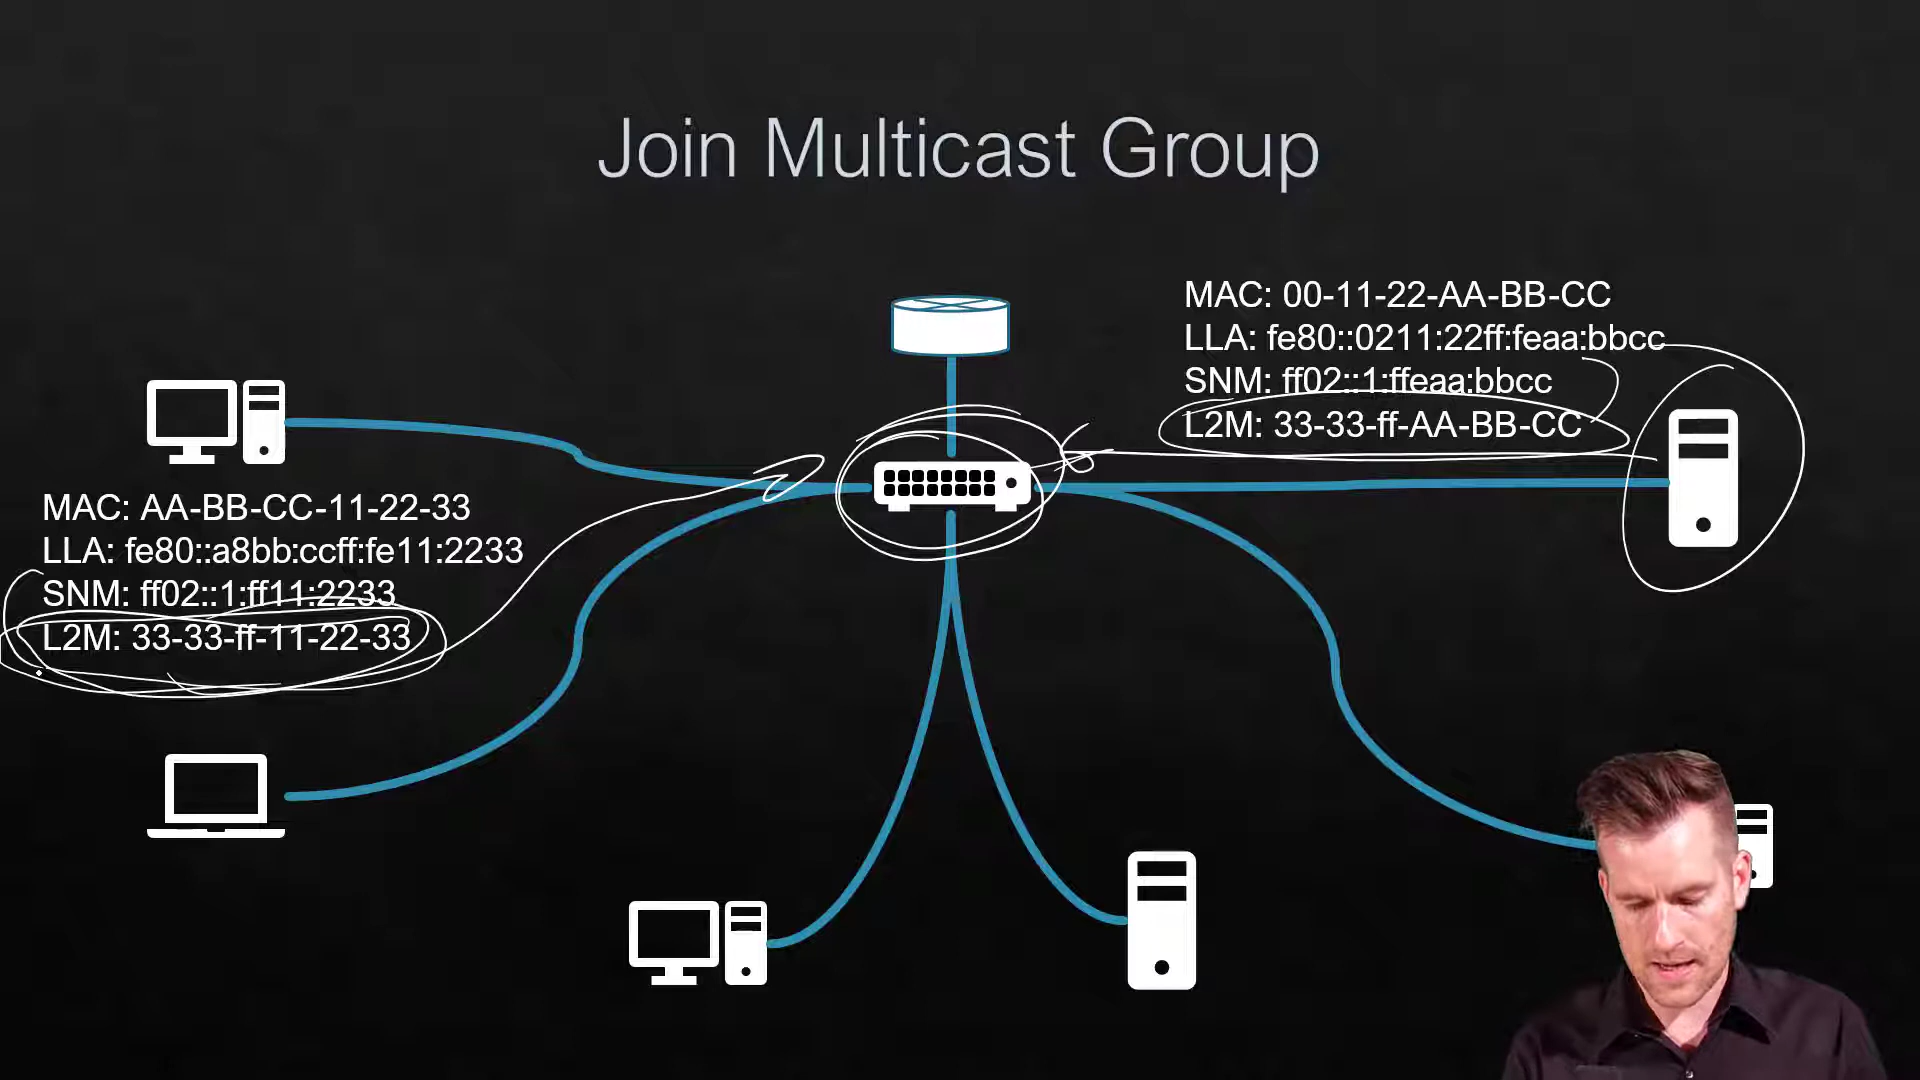 Join Multicast Group
MAC: 00-11-22-AA-BB-CC
LLA: fe80::0211:22ff:feaa:bbcc
SNM: ff02::1:ffeaa:bbcc
L2M: 33-33-ff-AA-BB-CC
MAC: AA-BB-CC-11-22-33
LLA: fe80::a8bb:ccff:fe11:2233
SNM: ff02::1:ff11:2233
L2M: 33-33-ff-11-22-33